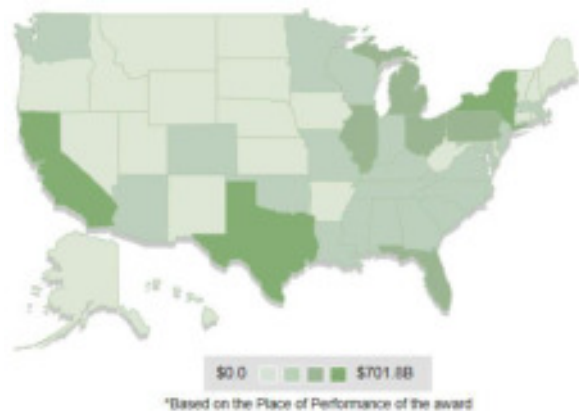 $0.0 $701.8B
*Based on the Place of Performance of the award